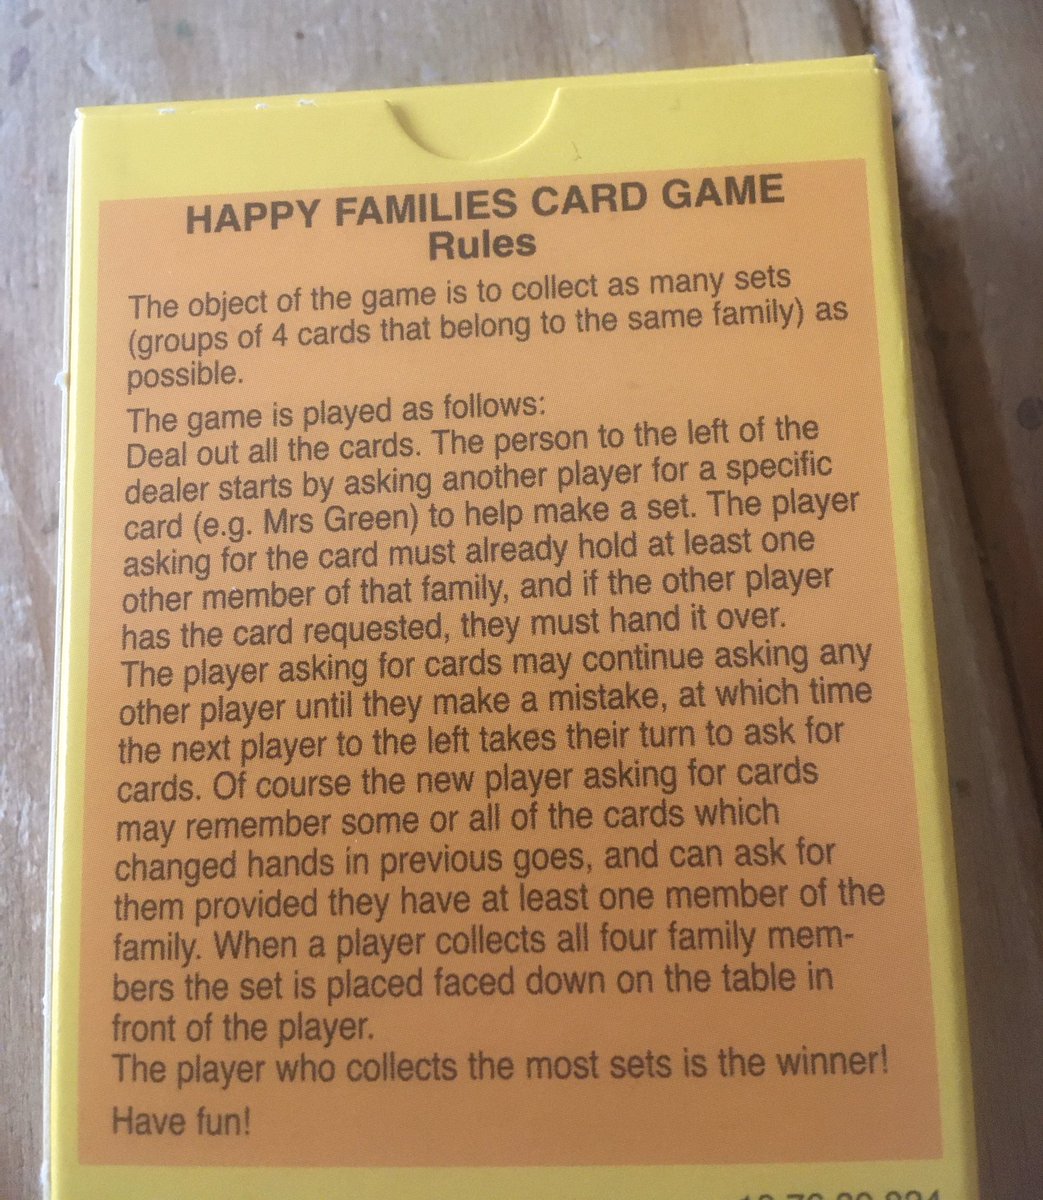 HAPPY FAMILIES CARD GAME
Rules
The object of the game is to collect as many sets
(groups of 4 cards that belong to the same family) as
possible.
The game is played as follows:
Deal out all the cards. The person to the left of the
dealer starts by asking another player for a specific
card (e.g. Mrs Green) to help make a set. The player
asking for the card must already hold at least one
other member of that family, and if the other player
has the card requested, they must hand it over.
The player asking for cards may continue asking any
other player until they make a mistake, at which time
the next player to the left takes their turn to ask for
cards. Of course the new player asking for cards
may remember some or all of the cards which
changed hands in previous goes, and can ask for
them provided they have at least one member of the
family. When a player collects all four family mem-
bers the set is placed faced down on the table in
front of the player.
The player who collects the most sets is the winner!
Have fun!